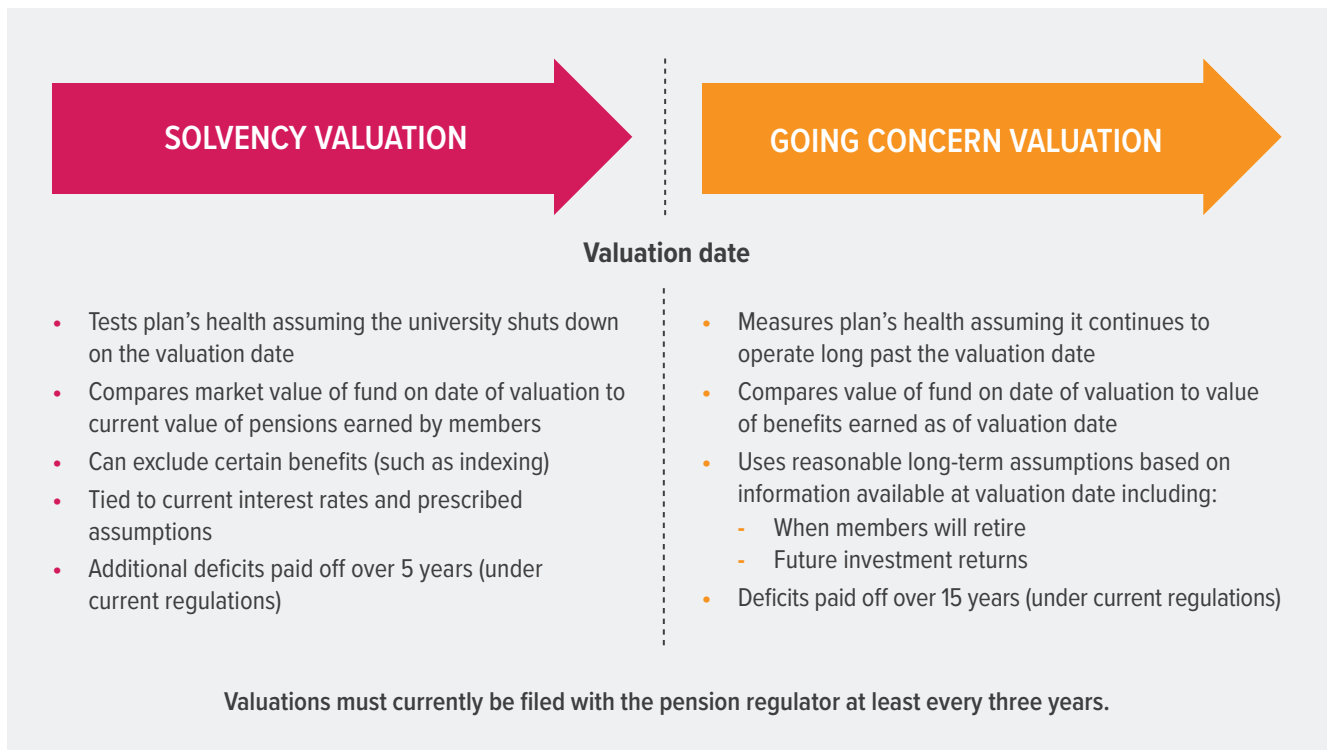 SOLVENCY VALUATION
GOING CONCERN VALUATION
Valuation date
• Tests plan's health assuming the university shuts down
on the valuation date
• Compares market value of fund on date of valuation to
current value of pensions earned by members
• Can exclude certain benefits (such as indexing)
• Tied to current interest rates and prescribed
assumptions
• Additional deficits paid off over 5 years (under
current regulations)
• Measures plan's health assuming it continues to
operate long past the valuation date
• Compares value of fund on date of valuation to value
of benefits earned as of valuation date
• Uses reasonable long-term assumptions based on
information available at valuation date including:
- When members will retire
- Future investment returns
• Deficits paid off over 15 years (under current regulations)
Valuations must currently be filed with the pension regulator at least every three years.